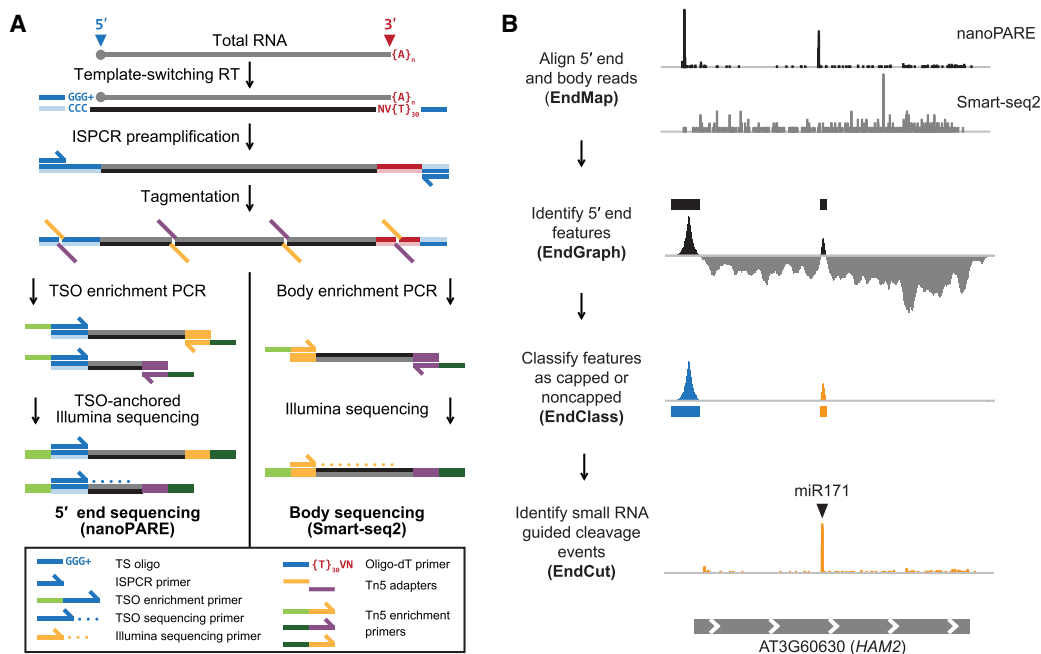 A
5′
3′
Total RNA
{A}n
Template-switching RT
GGG+
{A}n
CCC
NV{T}30
ISPCR preamplification
Tagmentation
TSO enrichment PCR
Body enrichment PCR
TSO-anchored
Illumina sequencing
Illumina sequencing
5′ end sequencing
(nanoPARE)
Body sequencing
(Smart-seq2)
GGG+
TS oligo
ISPCR primer
TSO enrichment primer
TSO sequencing primer
Illumina sequencing primer
{T}30VN
Oligo-dT primer
Tn5 adapters
Tn5 enrichment
primers
B
Align 5′ end
and body reads
(EndMap)
nanoPARE
Smart-seq2
Identify 5′ end
features
(EndGraph)
Classify features
as capped or
noncapped
(EndClass)
Identify small RNA
guided cleavage
events
(EndCut)
miR171
AT3G60630 (HAM2)